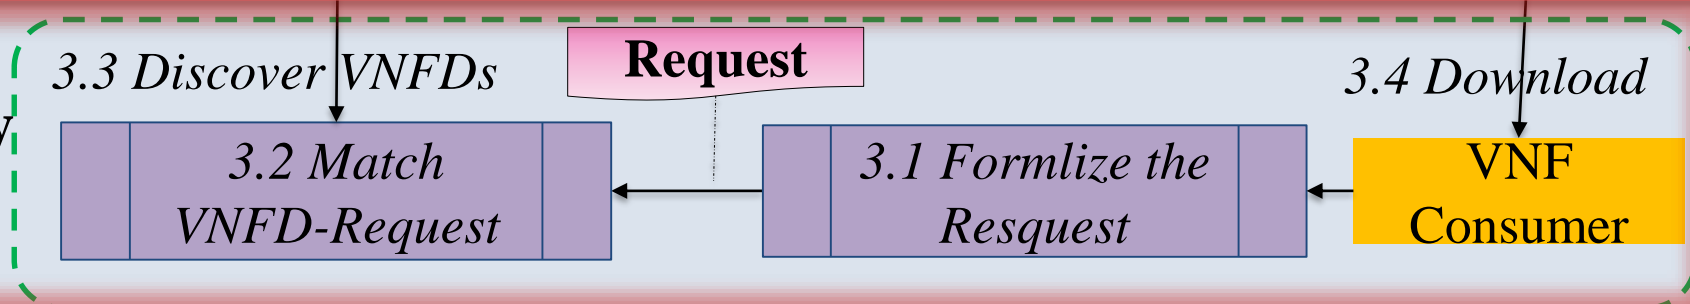 3.3 Discover VNFDs
Request
3.4 Download
y
3.2 Match
VNFD-Request
3.1 Formlize the
Resquest
VNF
Consumer